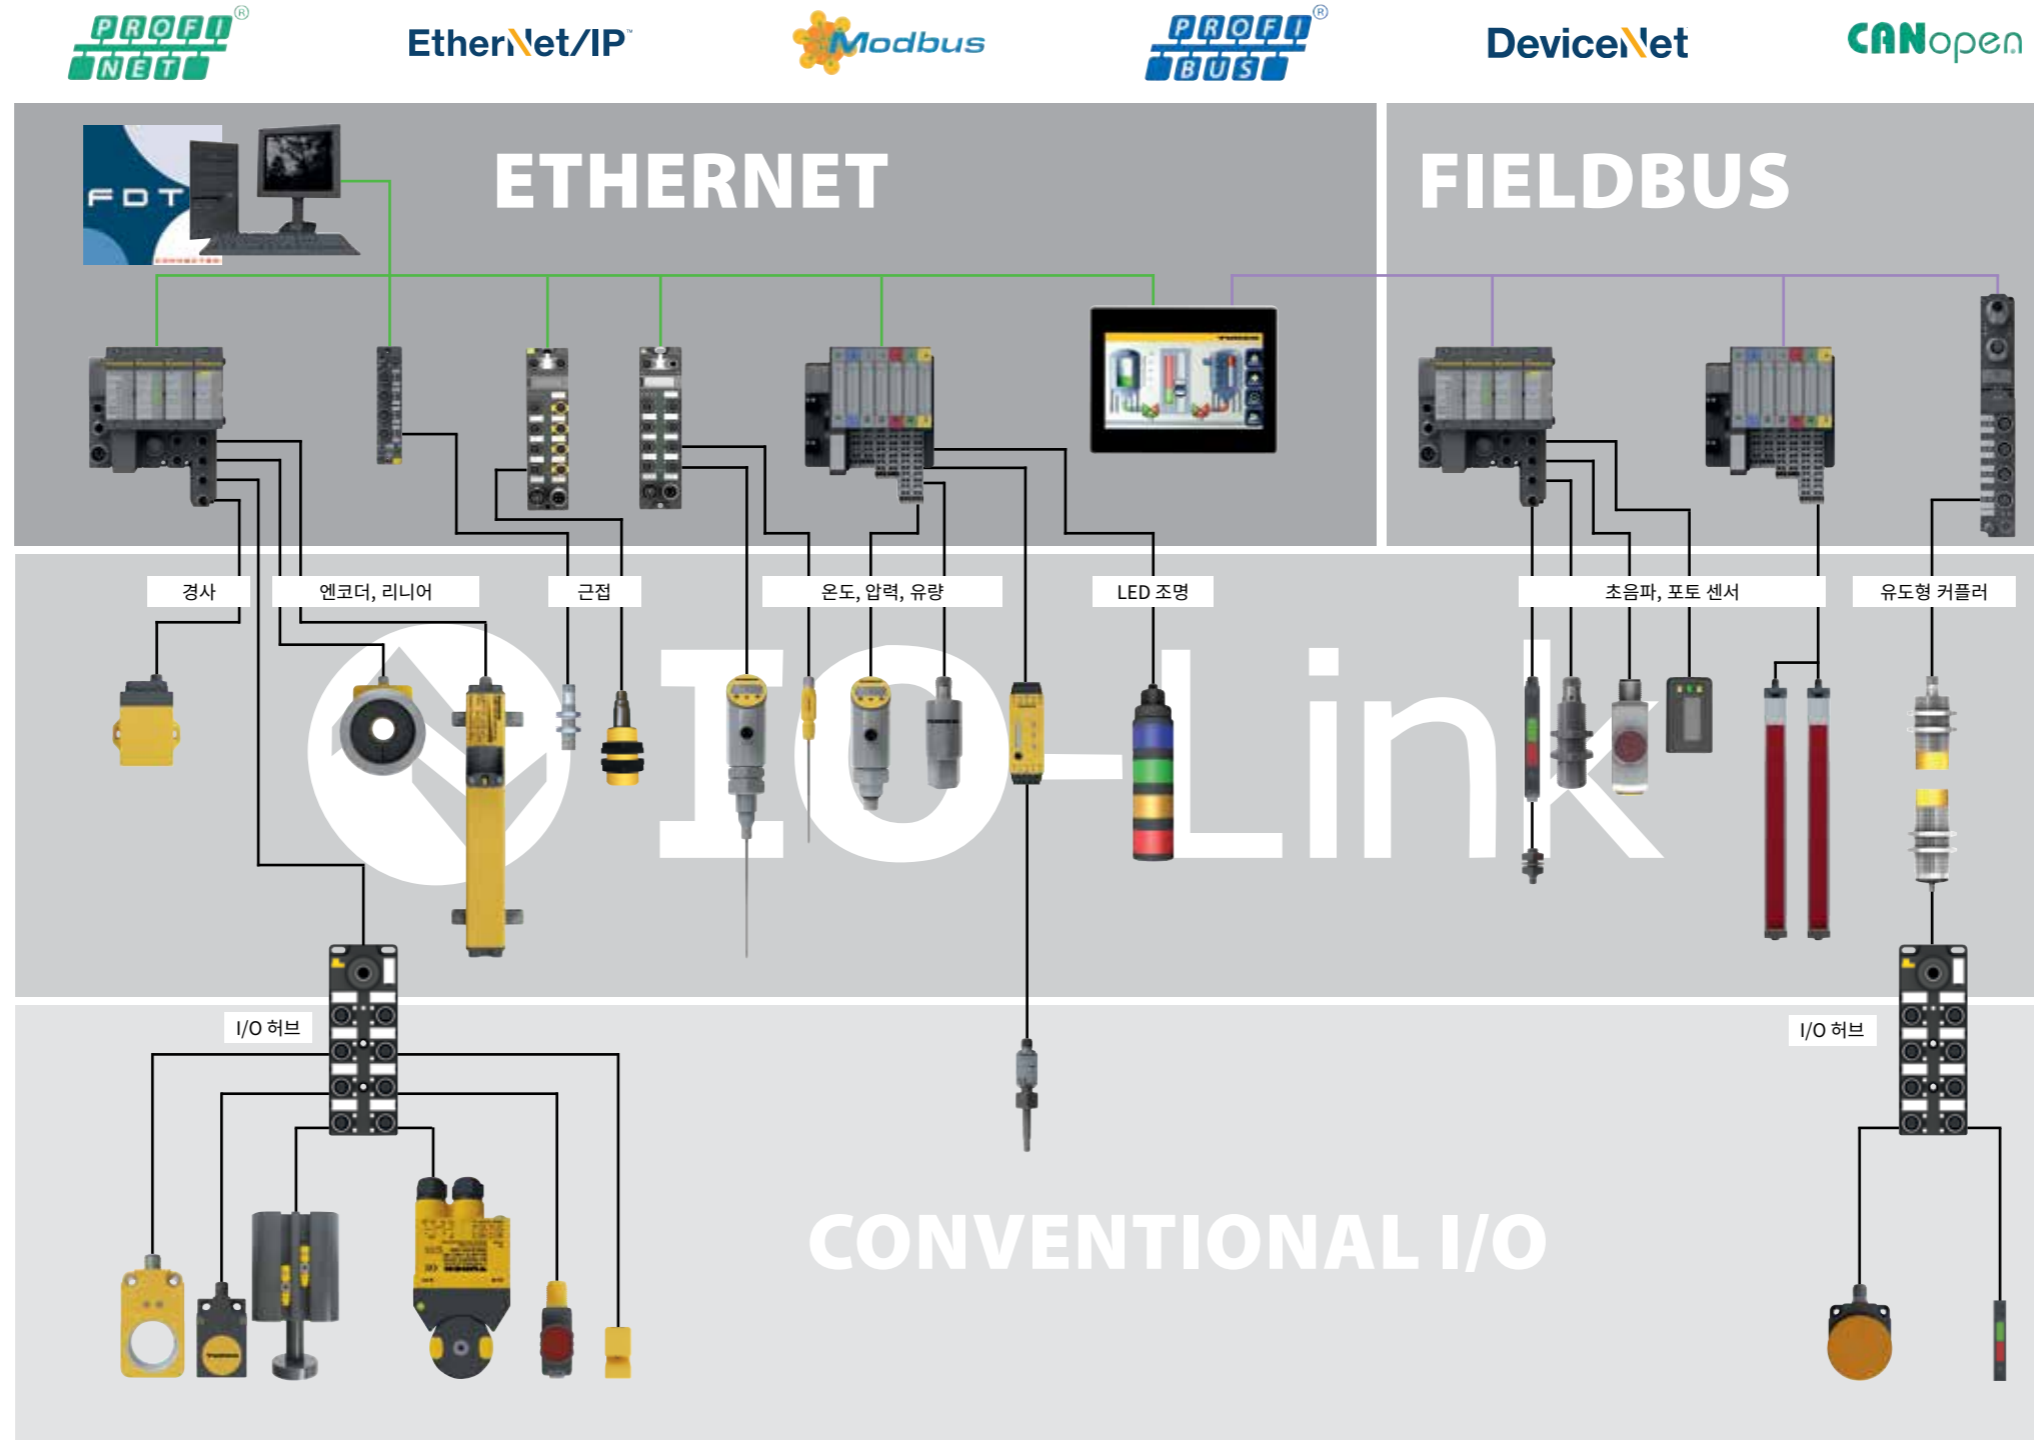 PROFI
NET®
EtherNet/IP™
Modbus
PROFI
BUS®
DeviceNet
CANopen
FDT
ETHERNET
FIELDBUS
경사
엔코더, 리니어
근접
온도, 압력, 유량
LED 조명
초음파, 포토 센서
유도형 커플러
IO-Link
I/O 허브
I/O 허브
CONVENTIONAL I/O
TURCK